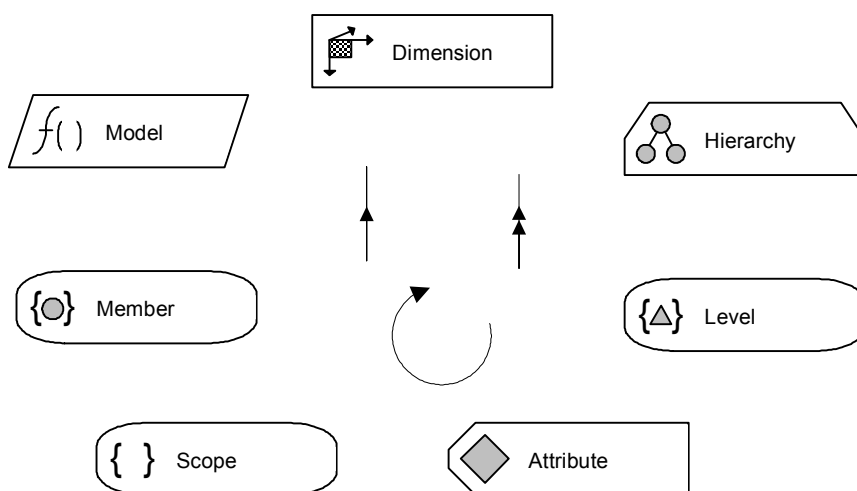 Dimension
f() Model
Hierarchy
{ } Member
{ } Level
{ } Scope
Attribute